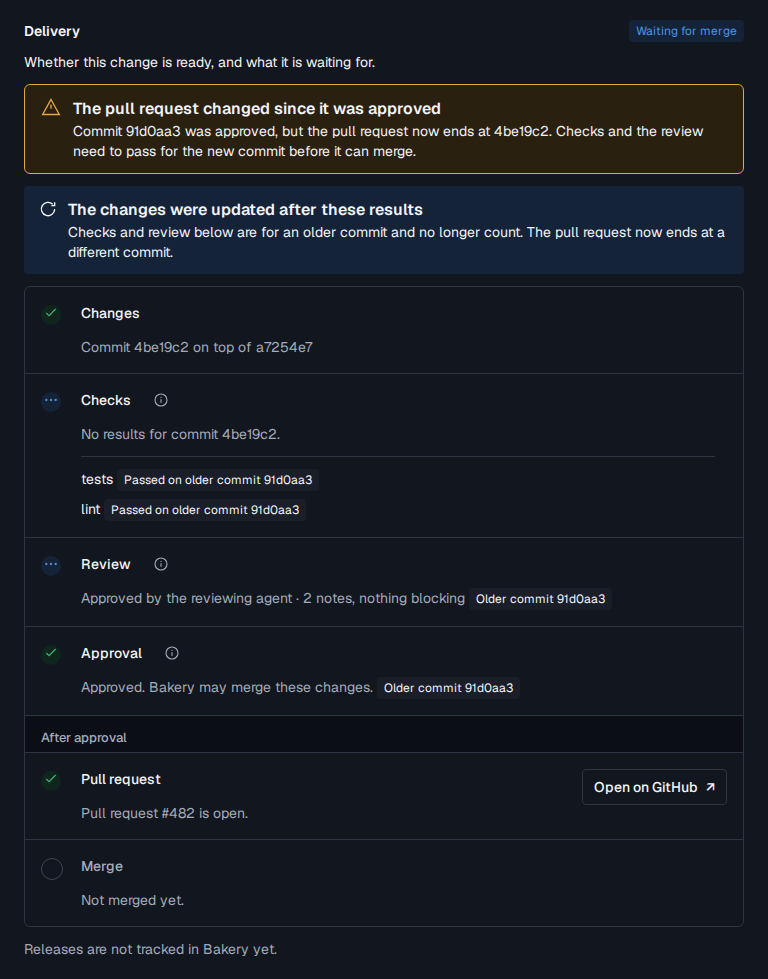 Delivery
Waiting for merge
Whether this change is ready, and what it is waiting for.
The pull request changed since it was approved
Commit 91d0aa3 was approved, but the pull request now ends at 4be19c2. Checks and the review
need to pass for the new commit before it can merge.
The changes were updated after these results
Checks and review below are for an older commit and no longer count. The pull request now ends at a
different commit.
Changes
Commit 4be19c2 on top of a7254e7
Checks
No results for commit 4be19c2.
tests Passed on older commit 91d0aa3
lint Passed on older commit 91d0aa3
Review
Approved by the reviewing agent · 2 notes, nothing blocking Older commit 91d0aa3
Approval
Approved. Bakery may merge these changes. Older commit 91d0aa3
After approval
Pull request
Open on GitHub
Pull request #482 is open.
Merge
Not merged yet.
Releases are not tracked in Bakery yet.